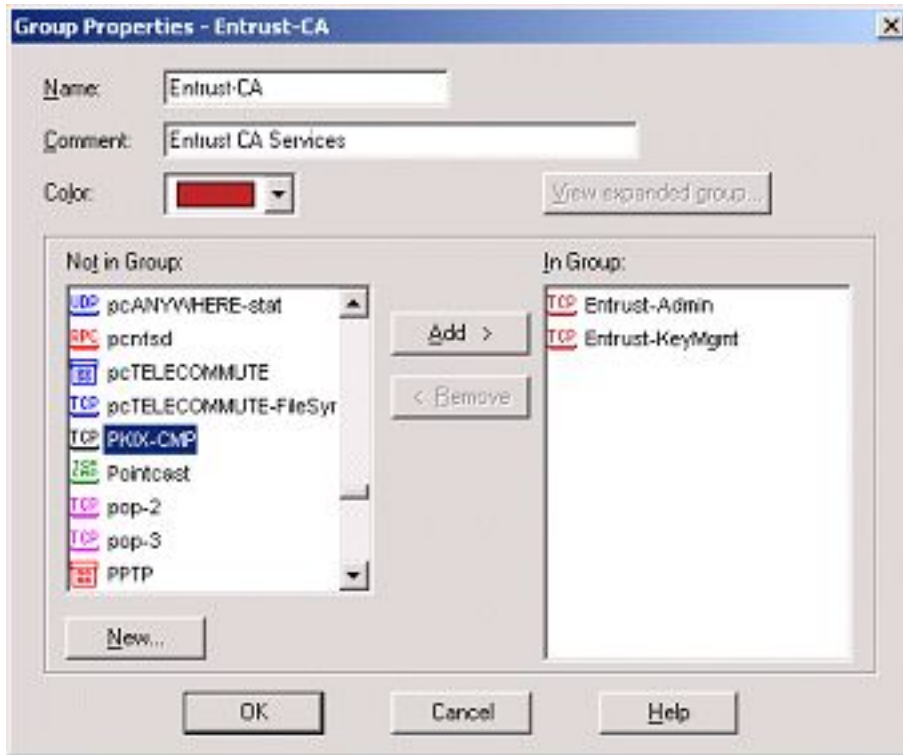 Group Properties - Entrust-CA
Name: Entrust-CA
Comment: Entrust CA Services
Color:
View expanded group...
Not in Group:
UDP pcANYWHERE-stat
RPC pcntsd
pcTELECOMMUTE
TCP pcTELECOMMUTE-FileSyr
TCP PKIX-CMP
Pointcast
TCP pop-2
TCP pop-3
PPTP
Add >
< Remove
In Group:
TCP Entrust-Admin
TCP Entrust-KeyMgmt
New...
OK
Cancel
Help